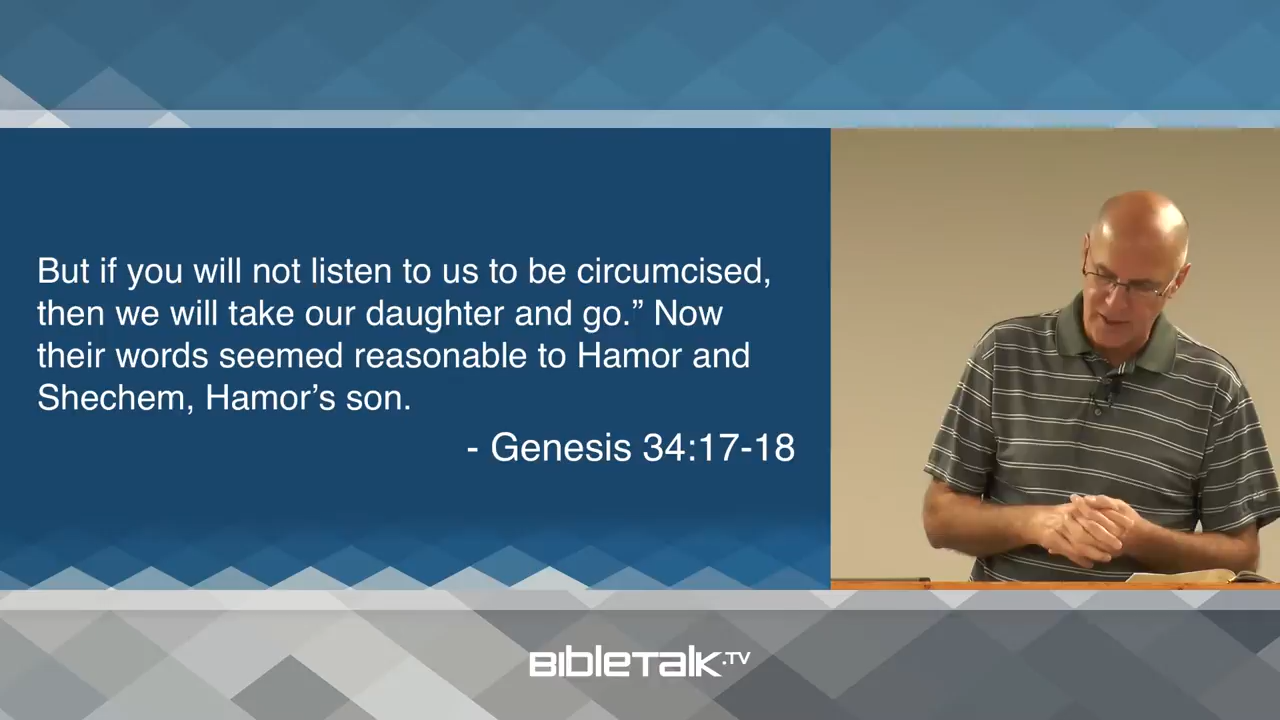 But if you will not listen to us to be circumcised,
then we will take our daughter and go.” Now
their words seemed reasonable to Hamor and
Shechem, Hamor’s son.
- Genesis 34:17-18
BIBLETALK.TV